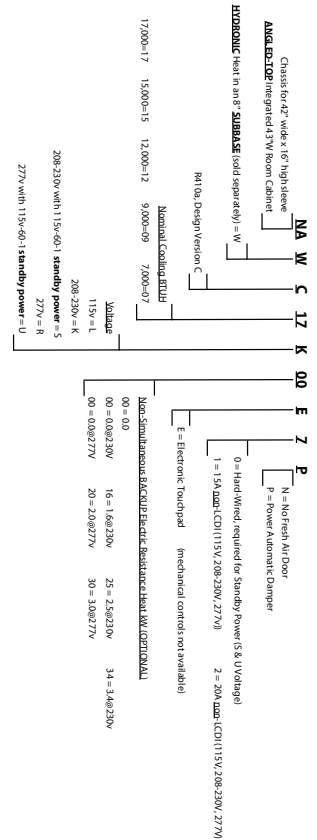 Chassis for 42" wide x 16" high sleeve
ANGLED-TOP Integrated 43"W Room Cabinet
HYDRONIC Heat in an 8" SUBBASE (sold separately) = W
R410a, Design Version C
Nominal Cooling BTUH
17,000=17 15,000=15 12,000=12 9,000=09 7,000=07
Voltage
115v = L
208-230v = K
277v = R
208-230v with 115v-60-1 standby power = S
277v with 115v-60-1 standby power = U
NA W C 17 K 00 E 7 P
N = No Fresh Air Door
P = Power Automatic Damper
0 = Hard-Wired, required for Standby Power (S & U Voltage)
1 = 15A non-LCDI (115V, 208-230V, 277v)) 2 = 20A non-LCDI (115V, 208-230V, 277V)
E = Electronic Touchpad (mechanical controls not available)
Non-Simultaneous BACKUP Electric Resistance Heat kW (OPTIONAL)
00 = 0.0
00 = 0.0@230V 16 = 1.6@230v 25 = 2.5@230v 34 = 3.4@230v
00 = 0.0@277V 20 = 2.0@277v 30 = 3.0@277v